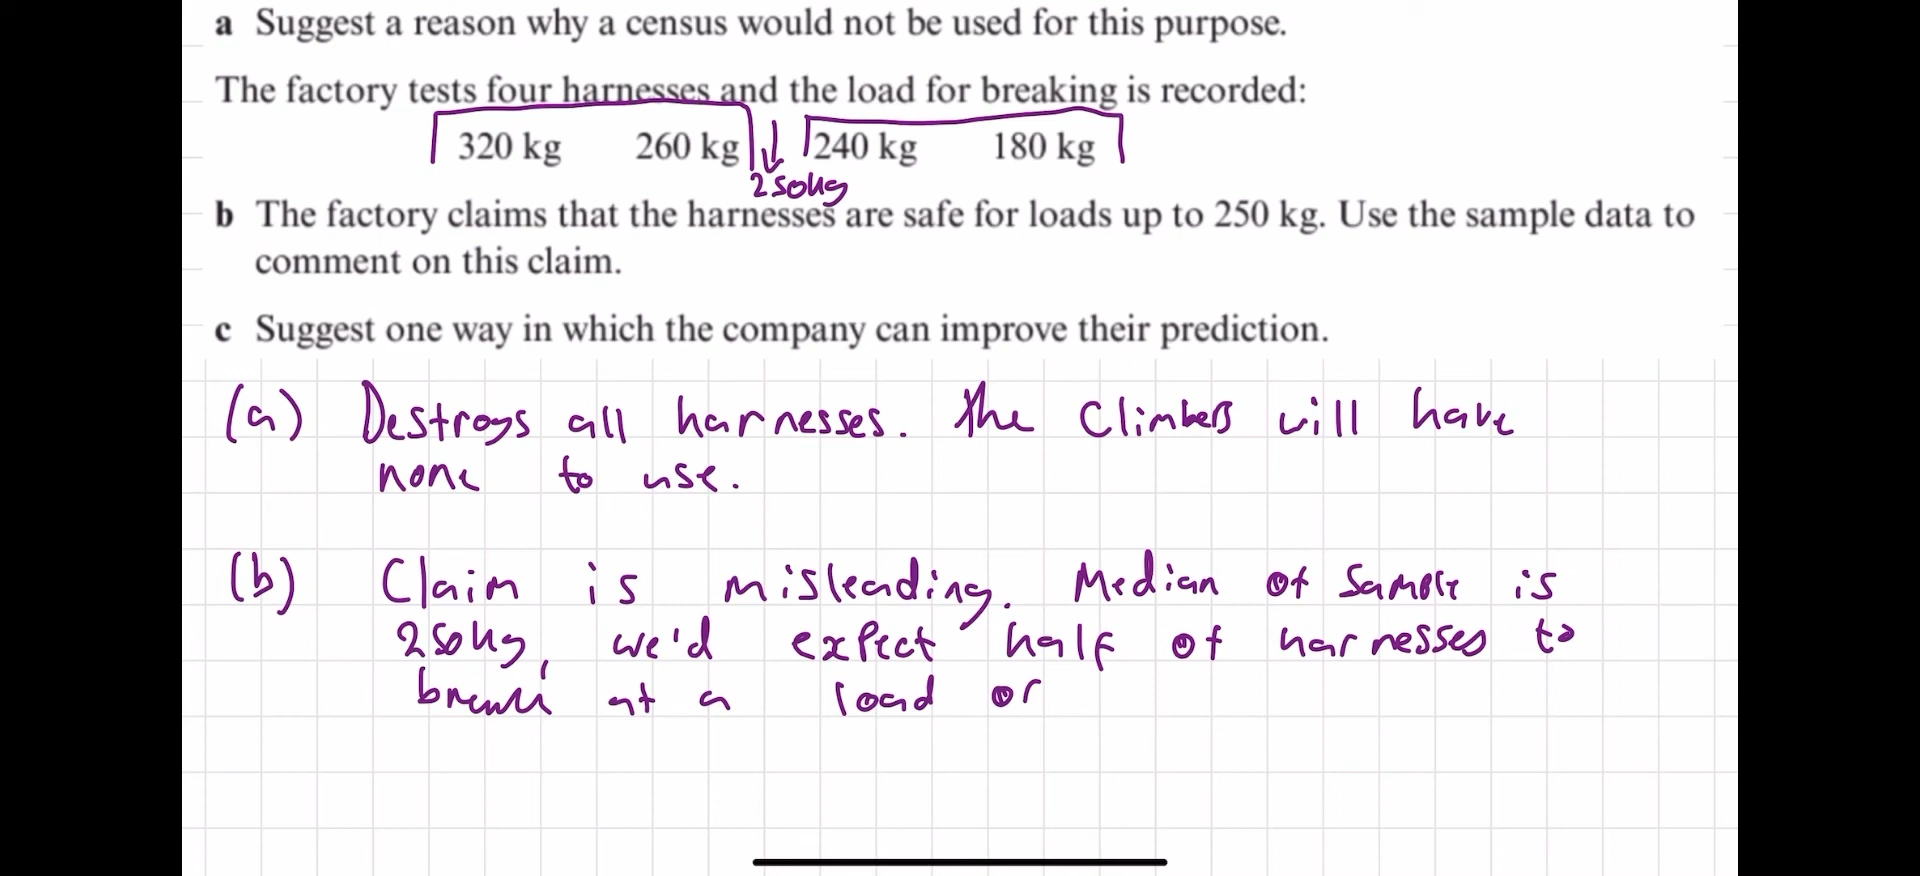 a Suggest a reason why a census would not be used for this purpose.
The factory tests four harnesses and the load for breaking is recorded:
320 kg 260 kg 240 kg 180 kg
250kg
b The factory claims that the harnesses are safe for loads up to 250 kg. Use the sample data to
comment on this claim.
c Suggest one way in which the company can improve their prediction.
(a) Destroys all harnesses. The Climbers will have
none to use.
(b) Claim is misleading. Median of sample is
250kg, we'd expect half of harnesses to
break at a load or